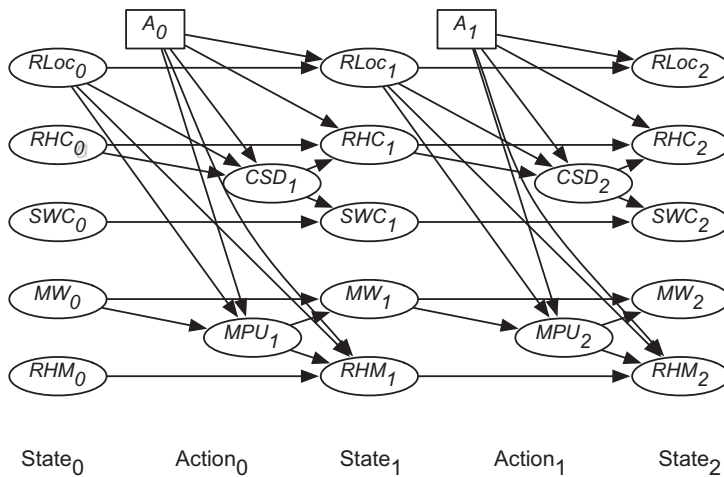 A0 A1
RLoc0 RLoc1 RLoc2
RHC0 RHC1 RHC2
CSD1 CSD2
SWC0 SWC1 SWC2
MW0 MW1 MW2
MPU1 MPU2
RHM0 RHM1 RHM2
State0 Action0 State1 Action1 State2